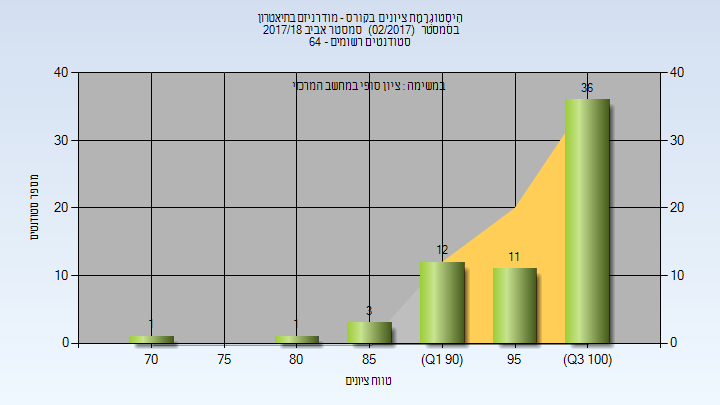 היסטוגרמת ציונים בקורס - מודרניזם בתיאטרון
בסמסטר (02/2017) סמסטר אביב 2017/18
סטודנטים רשומים - 64
במשימה : ציון סופי במחשב המרכזי
מספר סטודנטים
40
30
20
10
0
40
30
20
10
0
1
1
3
12
11
36
70
75
80
85
(Q1 90)
95
(Q3 100)
טווח ציונים